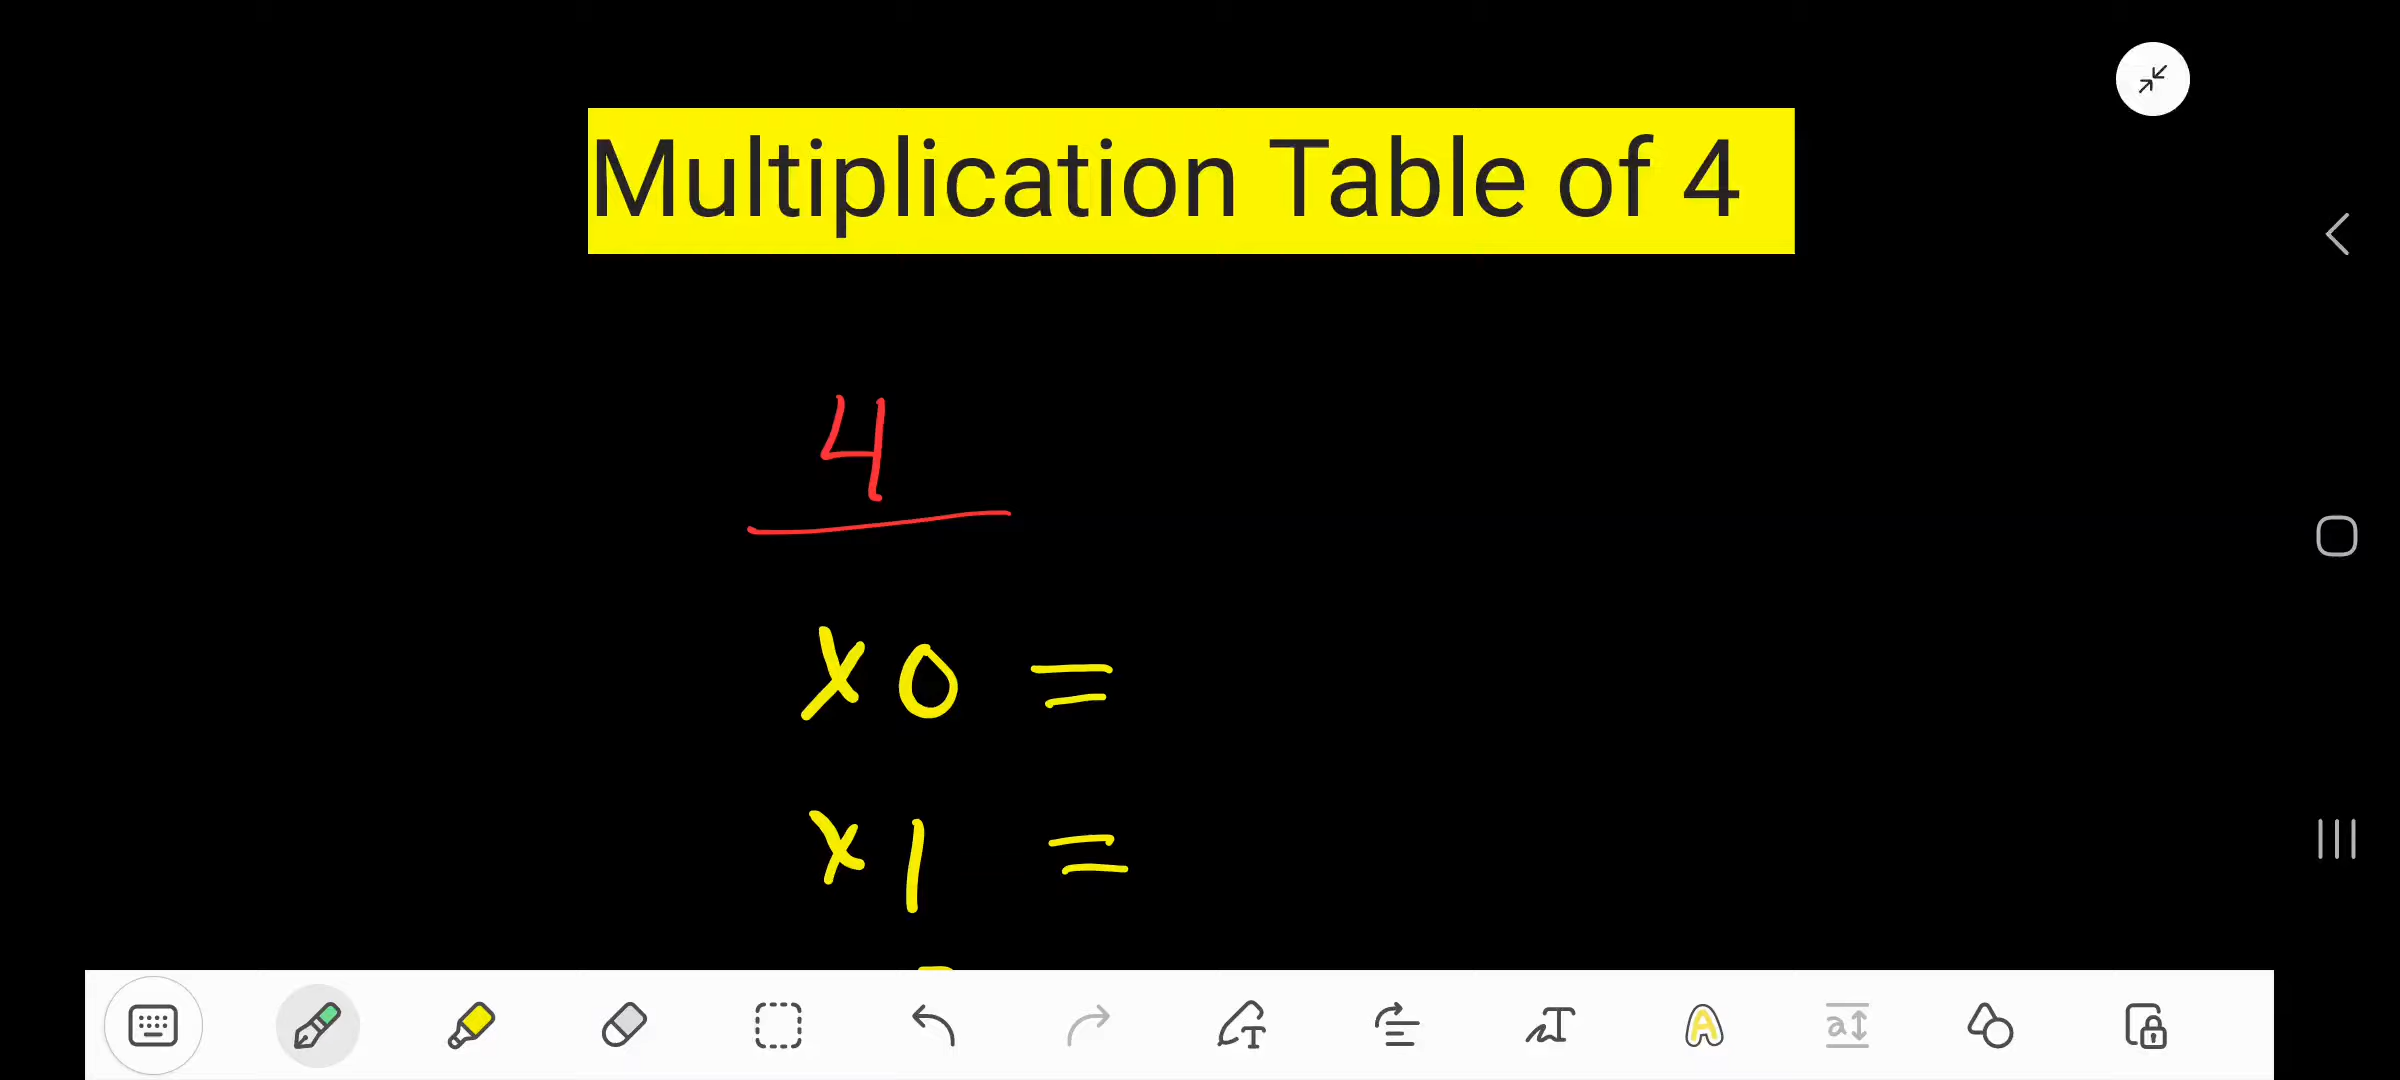 Multiplication Table of 4
4
x 0 =
x 1 =